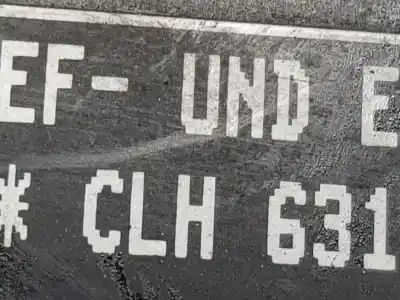 EF- UND E
* CLH 631